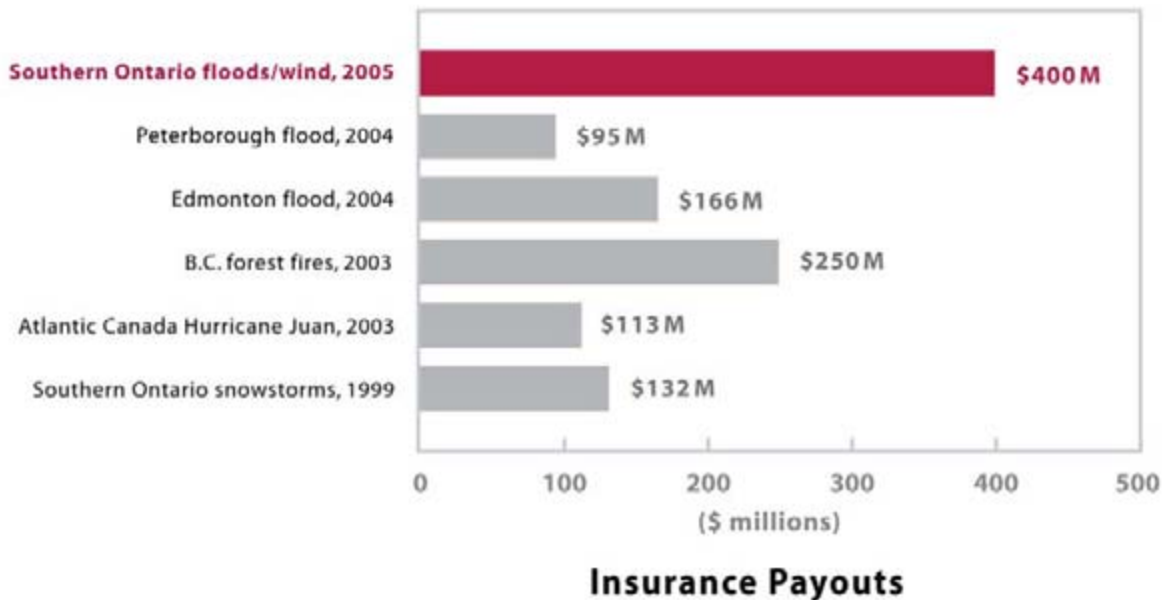 Southern Ontario floods/wind, 2005 $400 M
Peterborough flood, 2004 $95 M
Edmonton flood, 2004 $166 M
B.C. forest fires, 2003 $250 M
Atlantic Canada Hurricane Juan, 2003 $113 M
Southern Ontario snowstorms, 1999 $132 M
0 100 200 300 400 500
($ millions)
Insurance Payouts